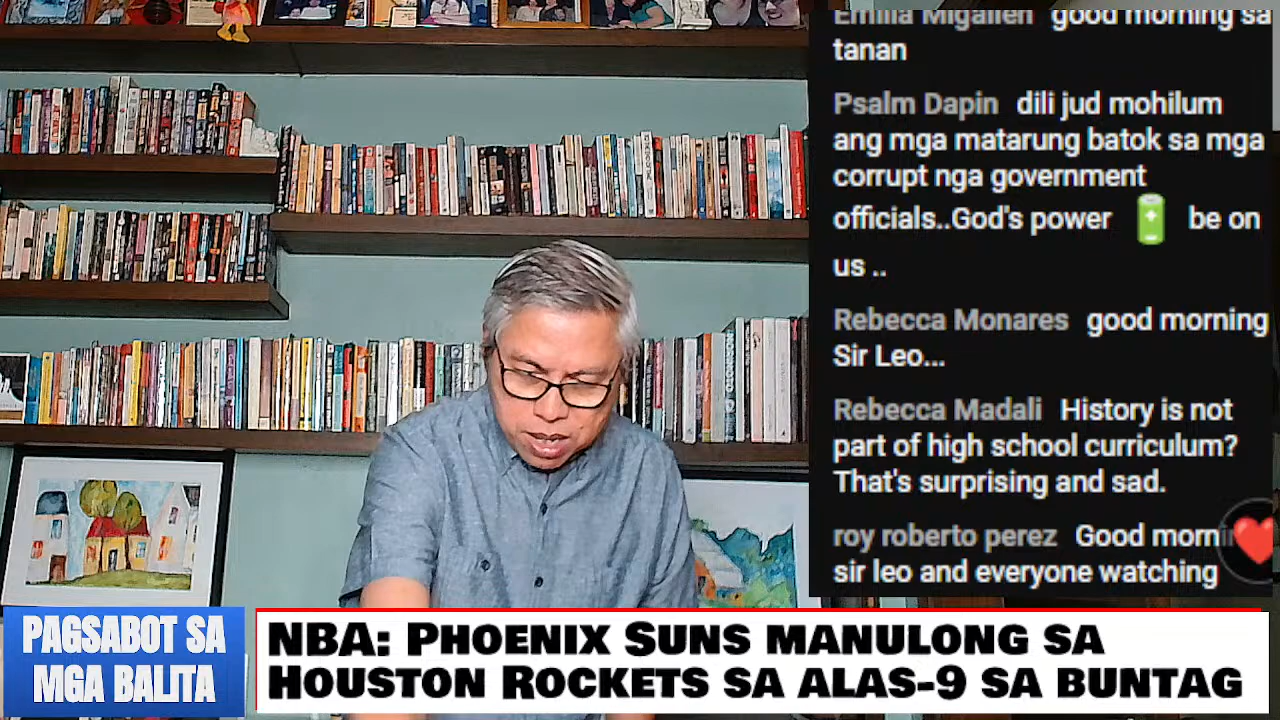 Emilia Migallen good morning sa
tanan
Psalm Dapin dili jud mohilum
ang mga matarung batok sa mga
corrupt nga government
officials..God's power 🔋 be on
us ..
Rebecca Monares good morning
Sir Leo...
Rebecca Madali History is not
part of high school curriculum?
That's surprising and sad.
roy roberto perez Good morni
sir leo and everyone watching
PAGSABOT SA
MGA BALITA
NBA: PHOENIX SUNS MANULONG SA
HOUSTON ROCKETS SA ALAS-9 SA BUNTAG